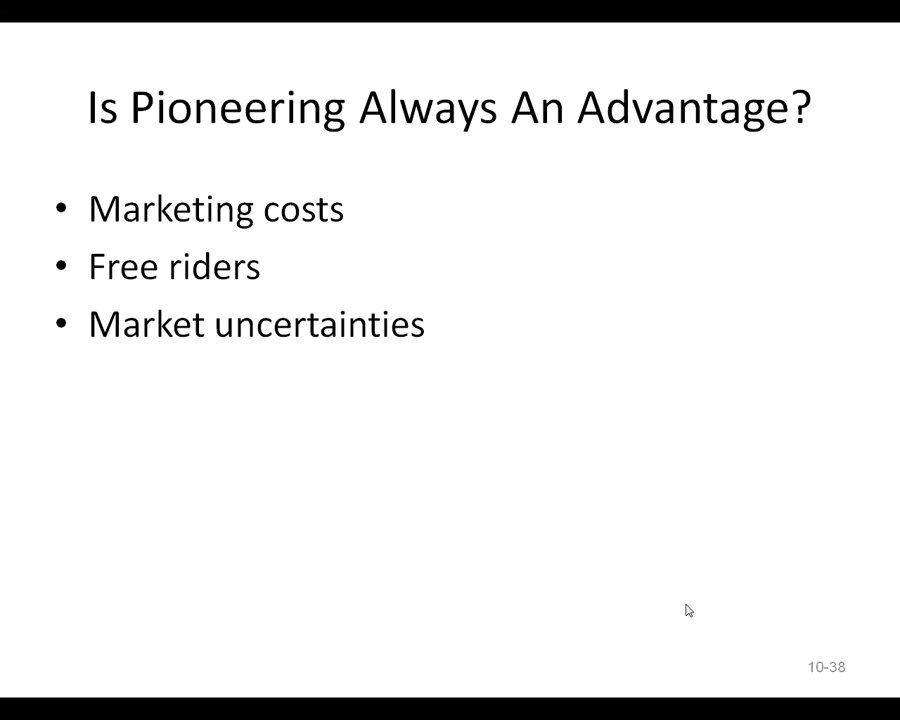 Is Pioneering Always An Advantage?
• Marketing costs
• Free riders
• Market uncertainties
10-38